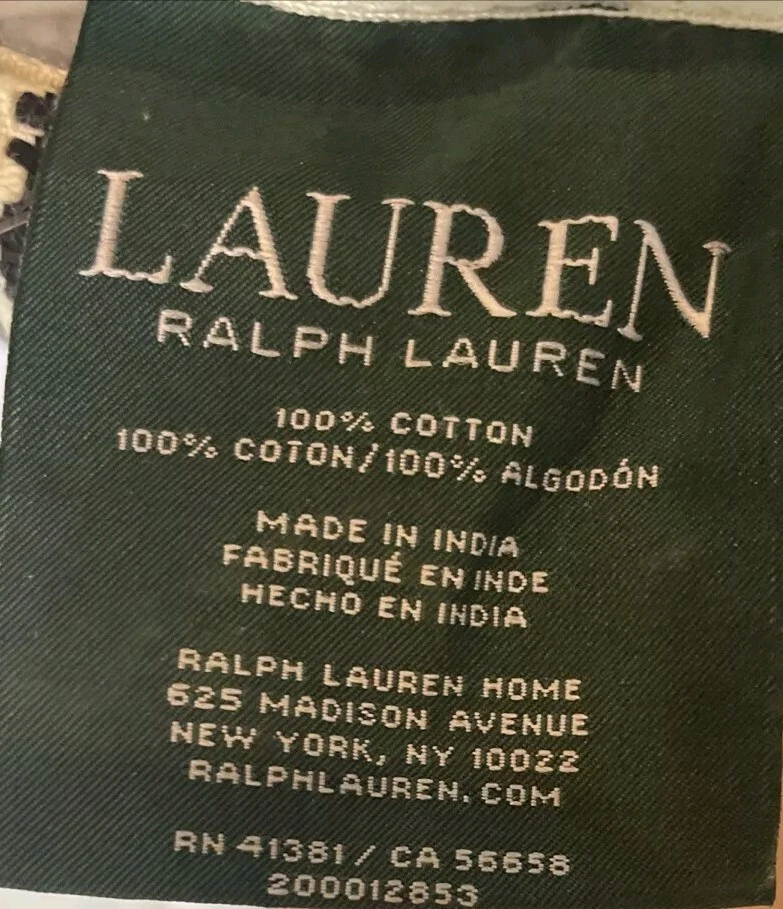 LAUREN
RALPH LAUREN
100% COTTON
100% COTON/100% ALGODÓN
MADE IN INDIA
FABRIQUÉ EN INDE
HECHO EN INDIA
RALPH LAUREN HOME
625 MADISON AVENUE
NEW YORK, NY 10022
RALPHLAUREN.COM
RN 41381 / CA 56658
200012853